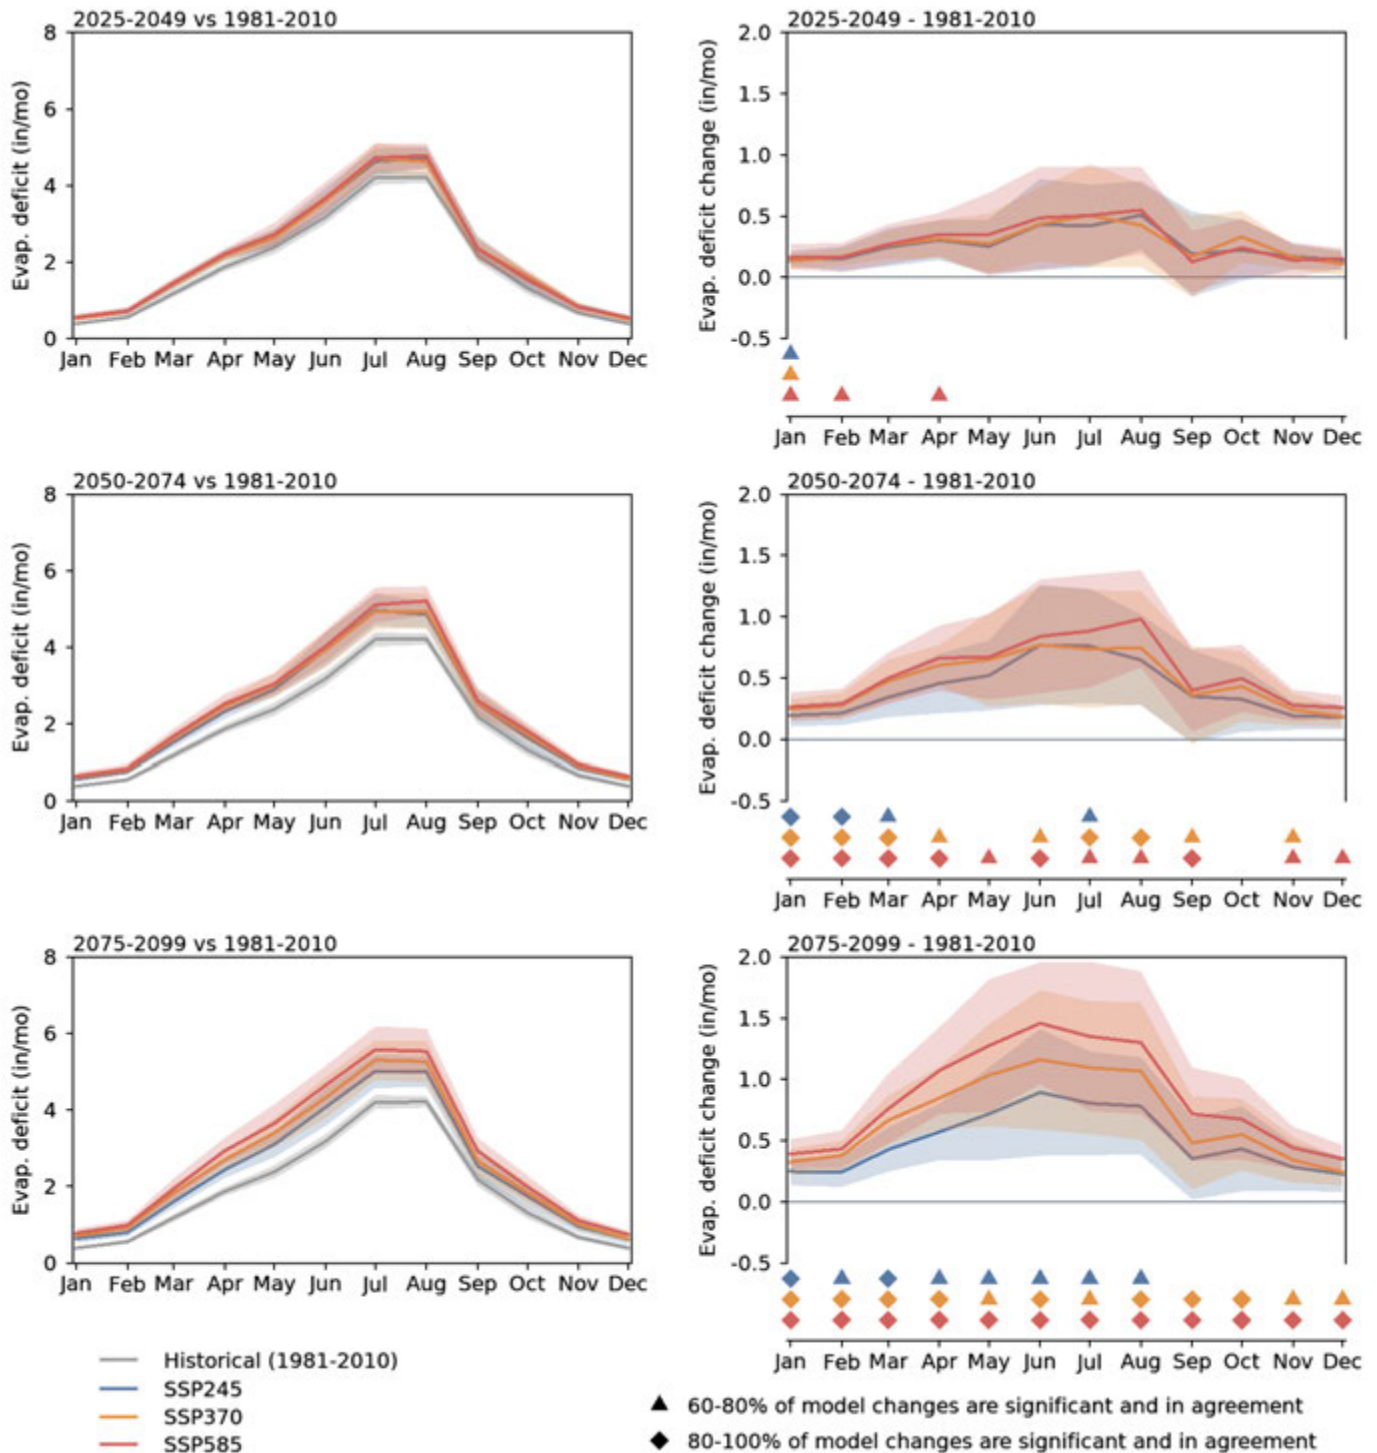 2025-2049 vs 1981-2010
Evap. deficit (in/mo)
8
6
4
2
0
Jan Feb Mar Apr May Jun Jul Aug Sep Oct Nov Dec
2025-2049 - 1981-2010
Evap. deficit change (in/mo)
2.0
1.5
1.0
0.5
0.0
-0.5
Jan Feb Mar Apr May Jun Jul Aug Sep Oct Nov Dec
2050-2074 vs 1981-2010
Evap. deficit (in/mo)
8
6
4
2
0
Jan Feb Mar Apr May Jun Jul Aug Sep Oct Nov Dec
2050-2074 - 1981-2010
Evap. deficit change (in/mo)
2.0
1.5
1.0
0.5
0.0
-0.5
Jan Feb Mar Apr May Jun Jul Aug Sep Oct Nov Dec
2075-2099 vs 1981-2010
Evap. deficit (in/mo)
8
6
4
2
0
Jan Feb Mar Apr May Jun Jul Aug Sep Oct Nov Dec
2075-2099 - 1981-2010
Evap. deficit change (in/mo)
2.0
1.5
1.0
0.5
0.0
-0.5
Jan Feb Mar Apr May Jun Jul Aug Sep Oct Nov Dec
Historical (1981-2010)
SSP245
SSP370
SSP585
60-80% of model changes are significant and in agreement
80-100% of model changes are significant and in agreement